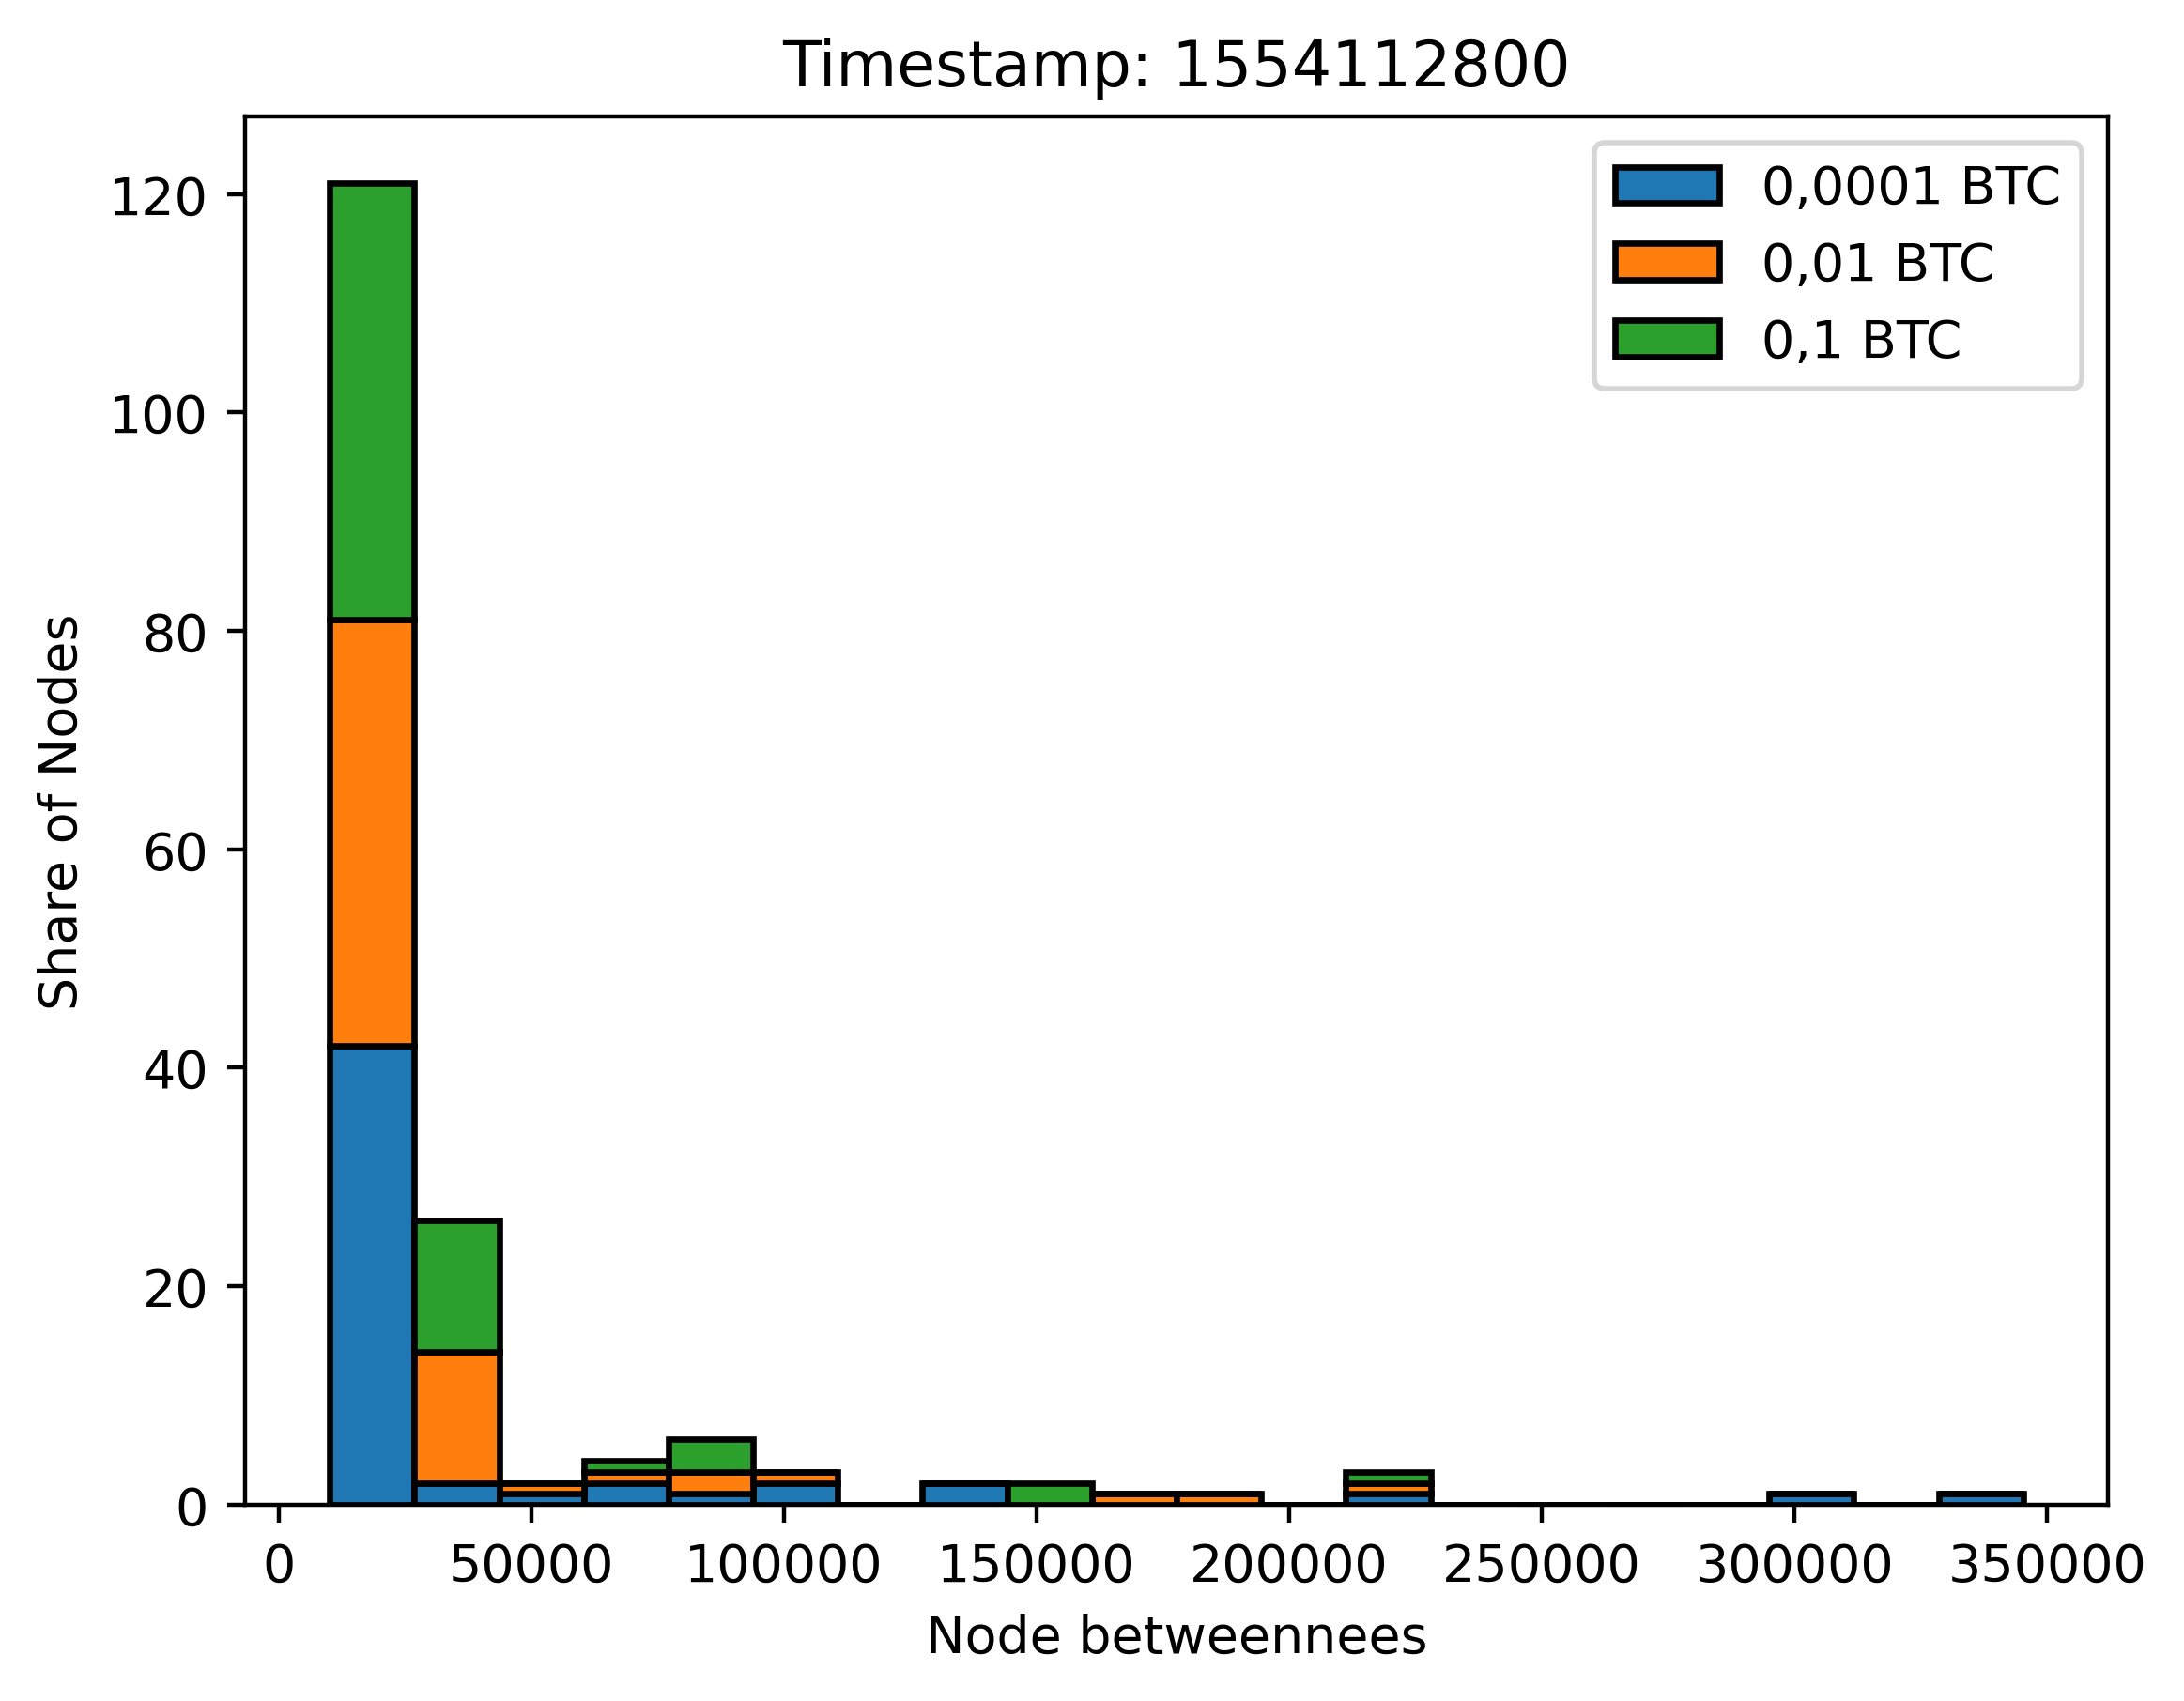 Timestamp: 1554112800
0,0001 BTC
0,01 BTC
0,1 BTC
Share of Nodes
120
100
80
60
40
20
0
0 50000 100000 150000 200000 250000 300000 350000
Node betweennees